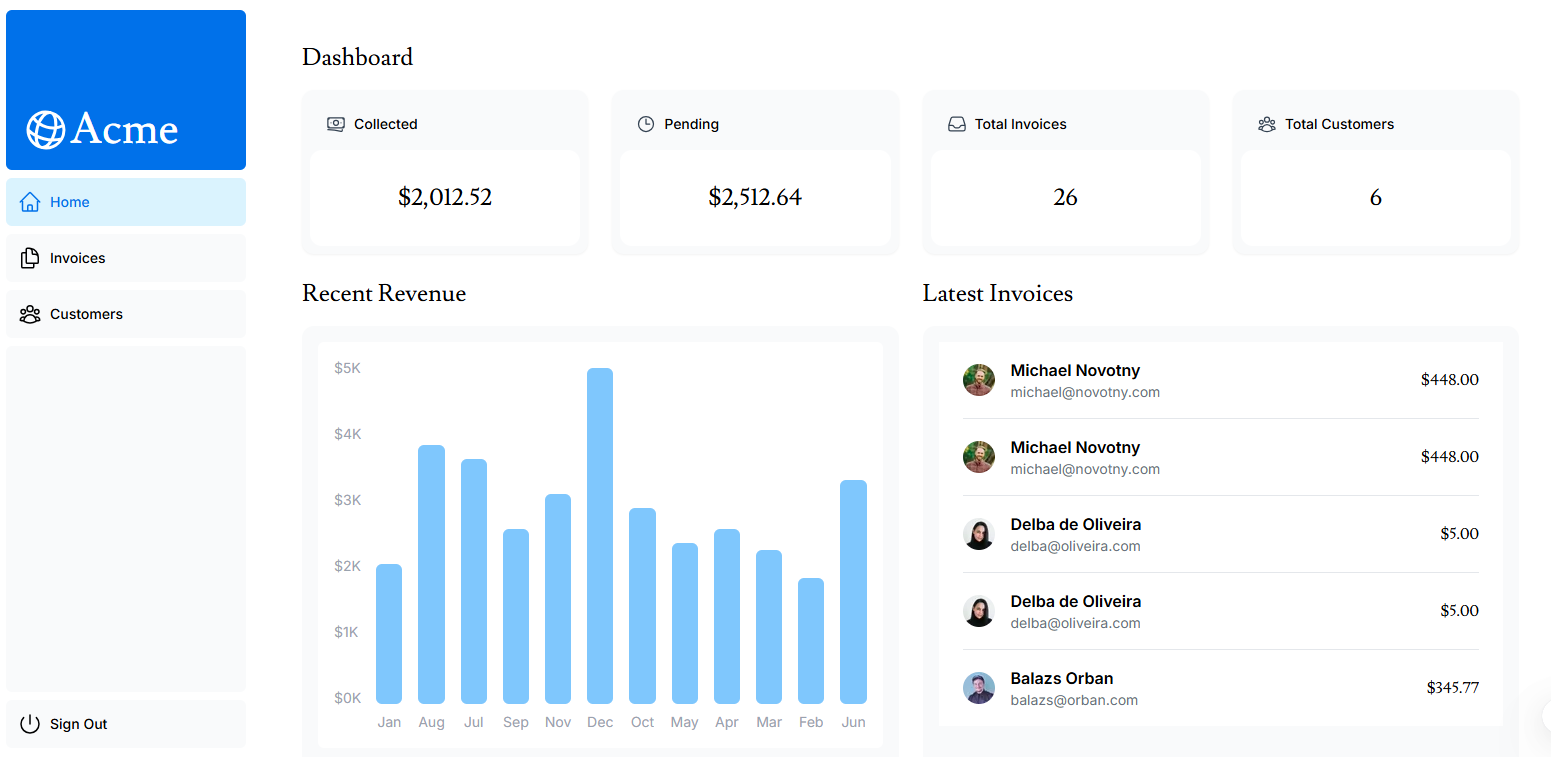 Acme
Home
Invoices
Customers
Sign Out
Dashboard
Collected
$2,012.52
Pending
$2,512.64
Total Invoices
26
Total Customers
6
Recent Revenue
$5K
$4K
$3K
$2K
$1K
$0K
Jan Aug Jul Sep Nov Dec Oct May Apr Mar Feb Jun
Latest Invoices
Michael Novotny
michael@novotny.com
$448.00
Michael Novotny
michael@novotny.com
$448.00
Delba de Oliveira
delba@oliveira.com
$5.00
Delba de Oliveira
delba@oliveira.com
$5.00
Balazs Orban
balazs@orban.com
$345.77